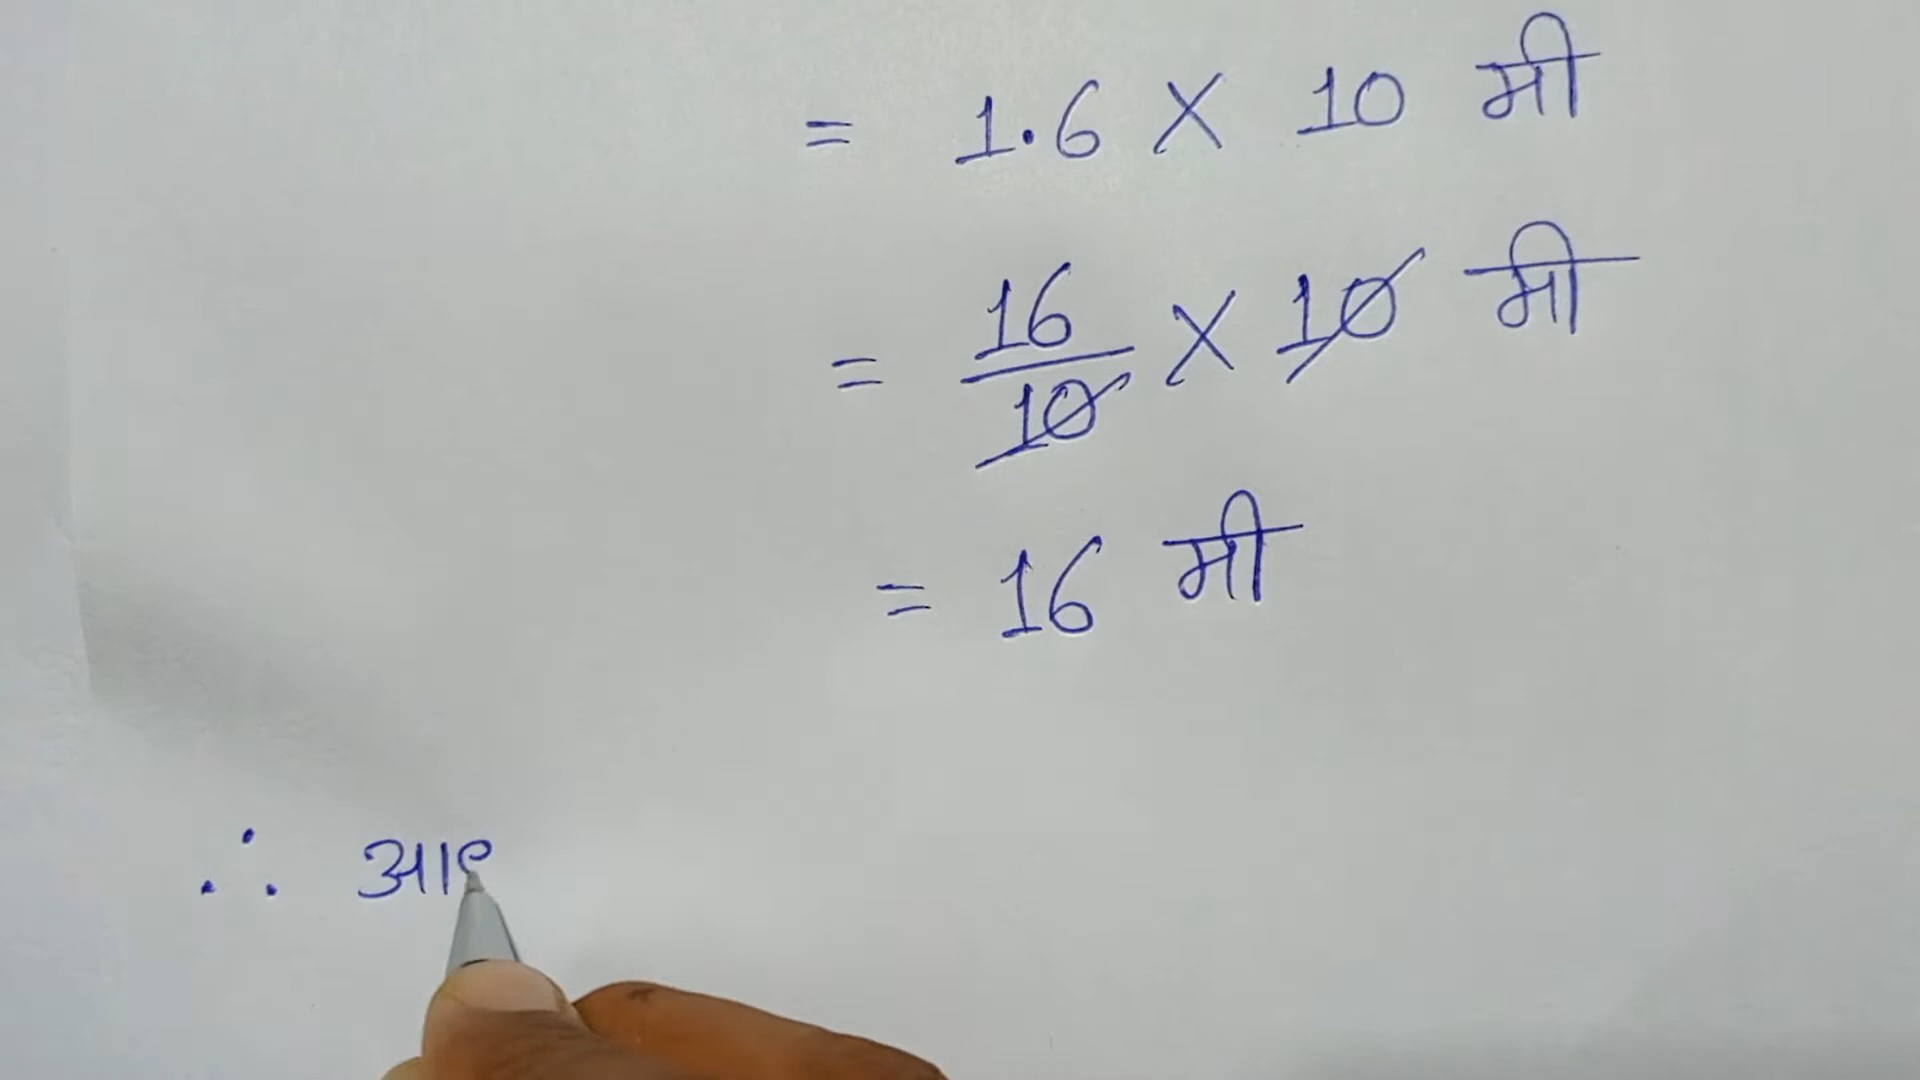 = 1.6 × 10 मी
= 16/10 × 10 मी
= 16 मी
∴